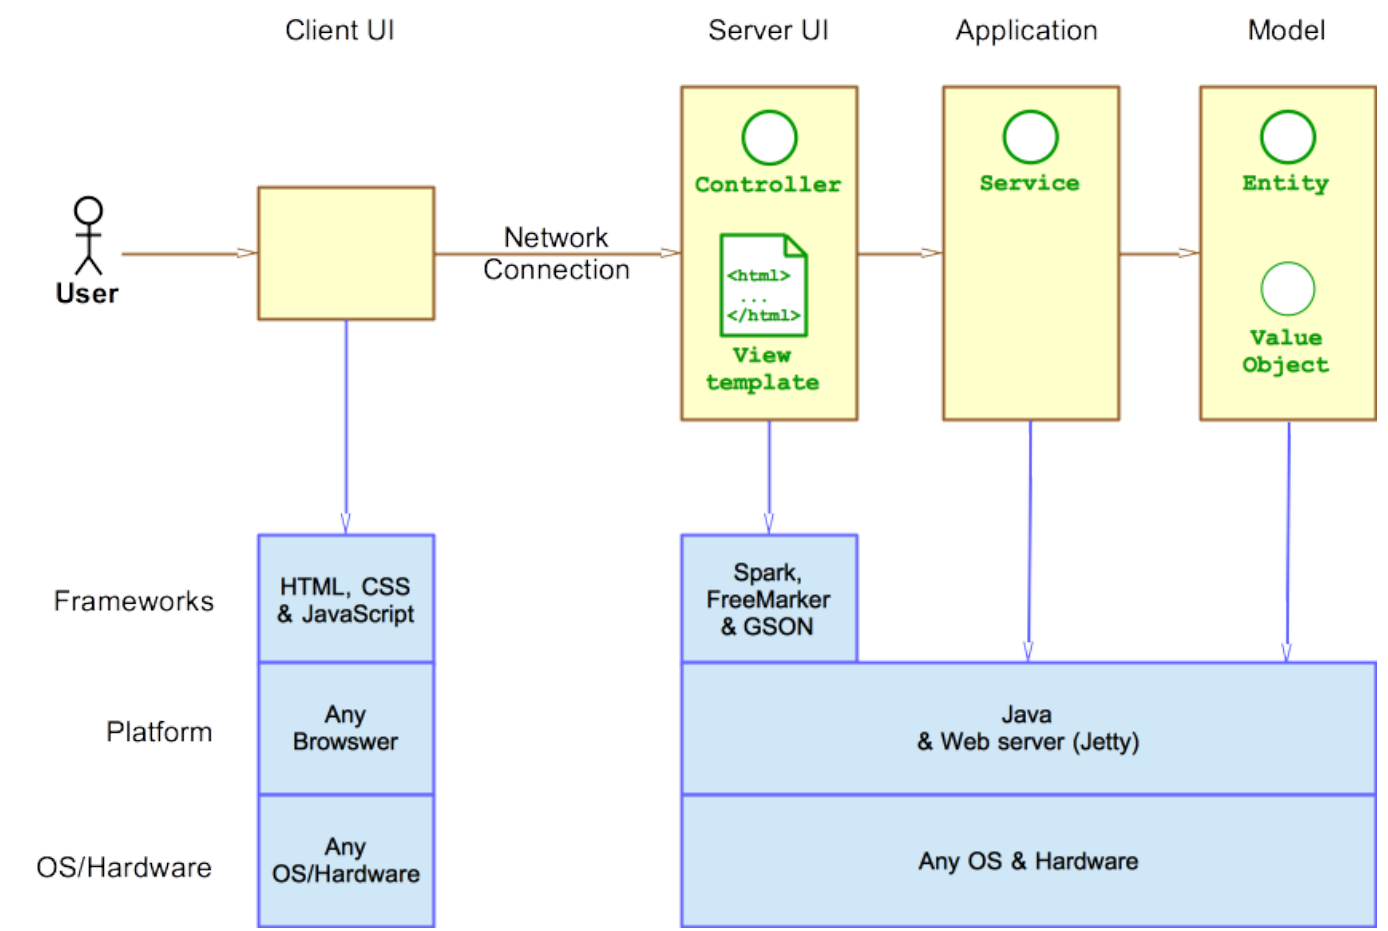 Client UI
Server UI
Application
Model
Controller
Service
Entity
User
Network
Connection
<html>
...
</html>
View
template
Value
Object
Frameworks
HTML, CSS
& JavaScript
Spark,
FreeMarker
& GSON
Platform
Any
Browswer
Java
& Web server (Jetty)
OS/Hardware
Any
OS/Hardware
Any OS & Hardware